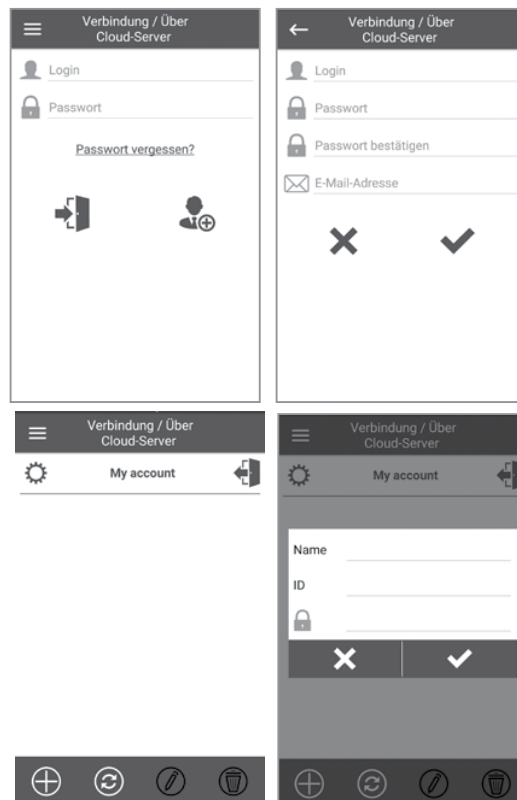 Verbindung / Über
Cloud-Server
Login
Passwort
Passwort vergessen?
Verbindung / Über
Cloud-Server
Login
Passwort
Passwort bestätigen
E-Mail-Adresse
Verbindung / Über
Cloud-Server
My account
Verbindung / Über
Cloud-Server
My account
Name
ID